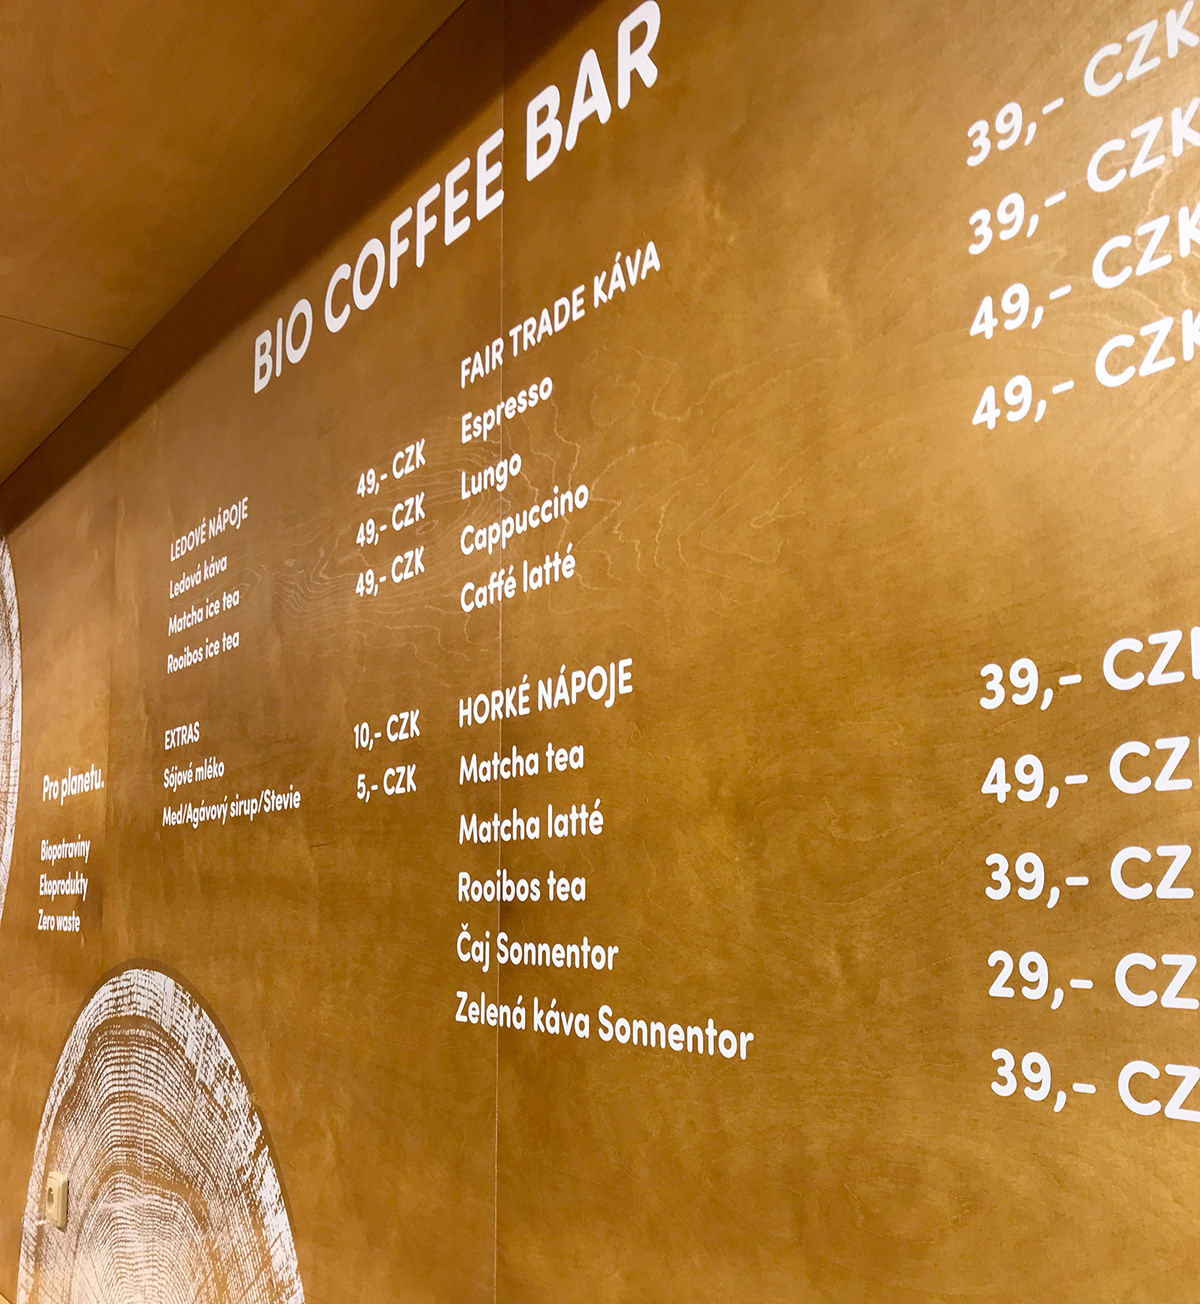 BIO COFFEE BAR
Pro planetu.
Biopotraviny
Ekoprodukty
Zero waste
LEDOVÉ NÁPOJE
Ledová káva 49,- CZK
Matcha ice tea 49,- CZK
Rooibos ice tea 49,- CZK
EXTRAS
Sójové mléko 10,- CZK
Med/Agávový sirup/Stevie 5,- CZK
FAIR TRADE KÁVA
Espresso 39,- CZK
Lungo 39,- CZK
Cappuccino 49,- CZK
Caffé latté 49,- CZK
HORKÉ NÁPOJE
Matcha tea 39,- CZK
Matcha latté 49,- CZ
Rooibos tea 39,- CZ
Čaj Sonnentor 29,- CZ
Zelená káva Sonnentor 39,- CZ